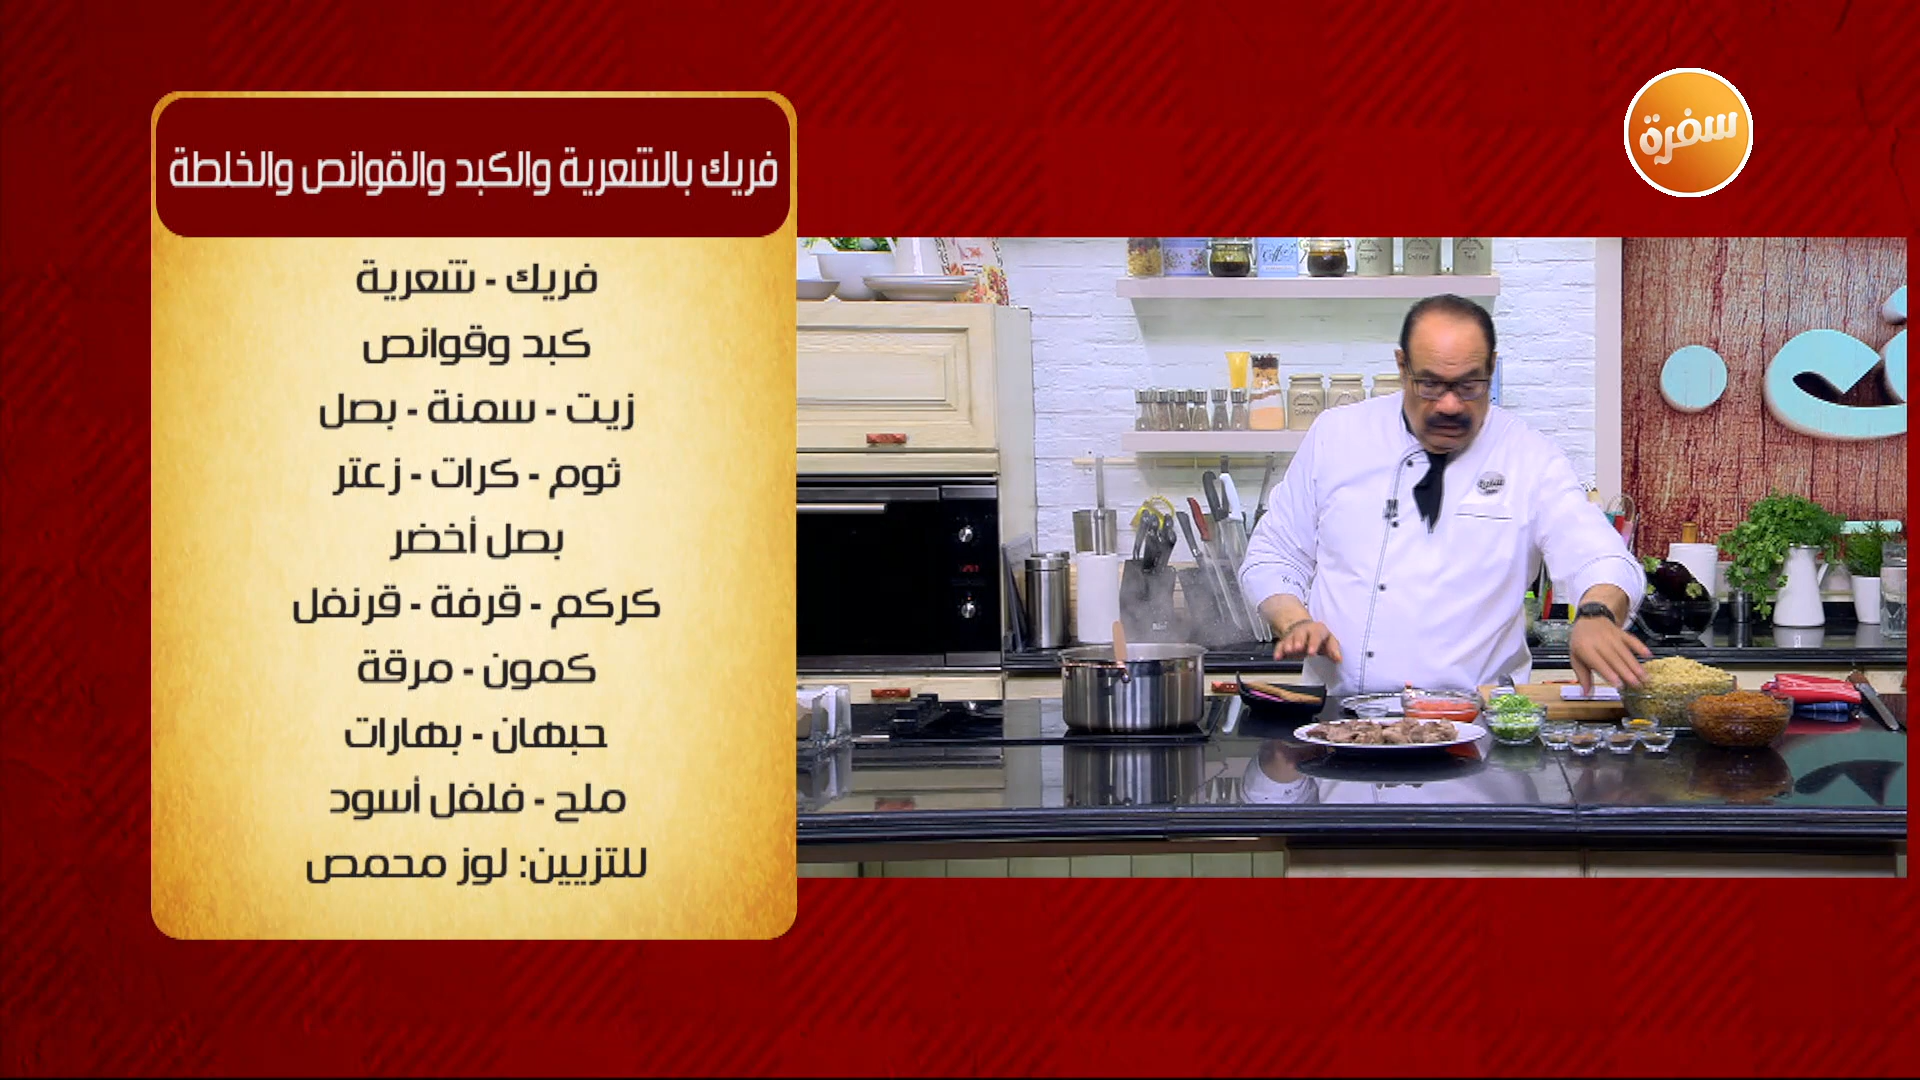 فريك بالشعرية والكبد والقوانص والخلطة
فريك - شعرية
كبد وقوانص
زيت - سمنة - بصل
ثوم - كرات - زعتر
بصل أخضر
كركم - قرفة - قرنفل
كمون - مرقة
حبهان - بهارات
ملح - فلفل أسود
للتزيين: لوز محمص
سفرة